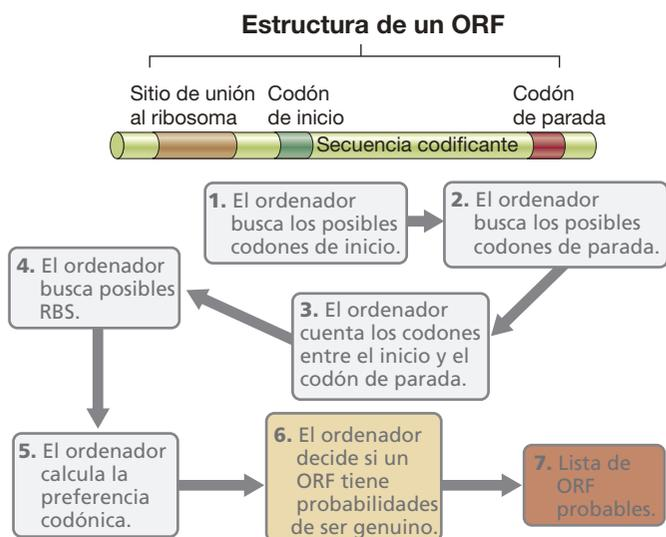 Estructura de un ORF
Sitio de unión
al ribosoma
Codón
de inicio
Codón
de parada
Secuencia codificante
1. El ordenador
busca los posibles
codones de inicio.
2. El ordenador
busca los posibles
codones de parada.
3. El ordenador
cuenta los codones
entre el inicio y el
codón de parada.
4. El ordenador
busca posibles
RBS.
5. El ordenador
calcula la
preferencia
codónica.
6. El ordenador
decide si un
ORF tiene
probabilidades
de ser genuino.
7. Lista de
ORF
probables.